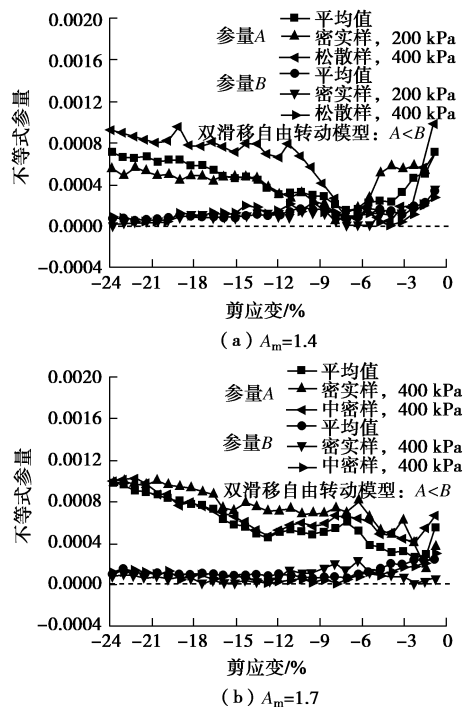 0.0020
0.0016
0.0012
0.0008
0.0004
0.0000
−0.0004
不等式参量
参量A
平均值
密实样，200 kPa
松散样，400 kPa
参量B
平均值
密实样，200 kPa
松散样，400 kPa
双滑移自由转动模型：A<B
−24 −21 −18 −15 −12 −9 −6 −3 0
剪应变/%
（a）Am=1.4
0.0020
0.0016
0.0012
0.0008
0.0004
0.0000
−0.0004
不等式参量
参量A
平均值
密实样，400 kPa
中密样，400 kPa
参量B
平均值
密实样，400 kPa
中密样，400 kPa
双滑移自由转动模型：A<B
−24 −21 −18 −15 −12 −9 −6 −3 0
剪应变/%
（b）Am=1.7